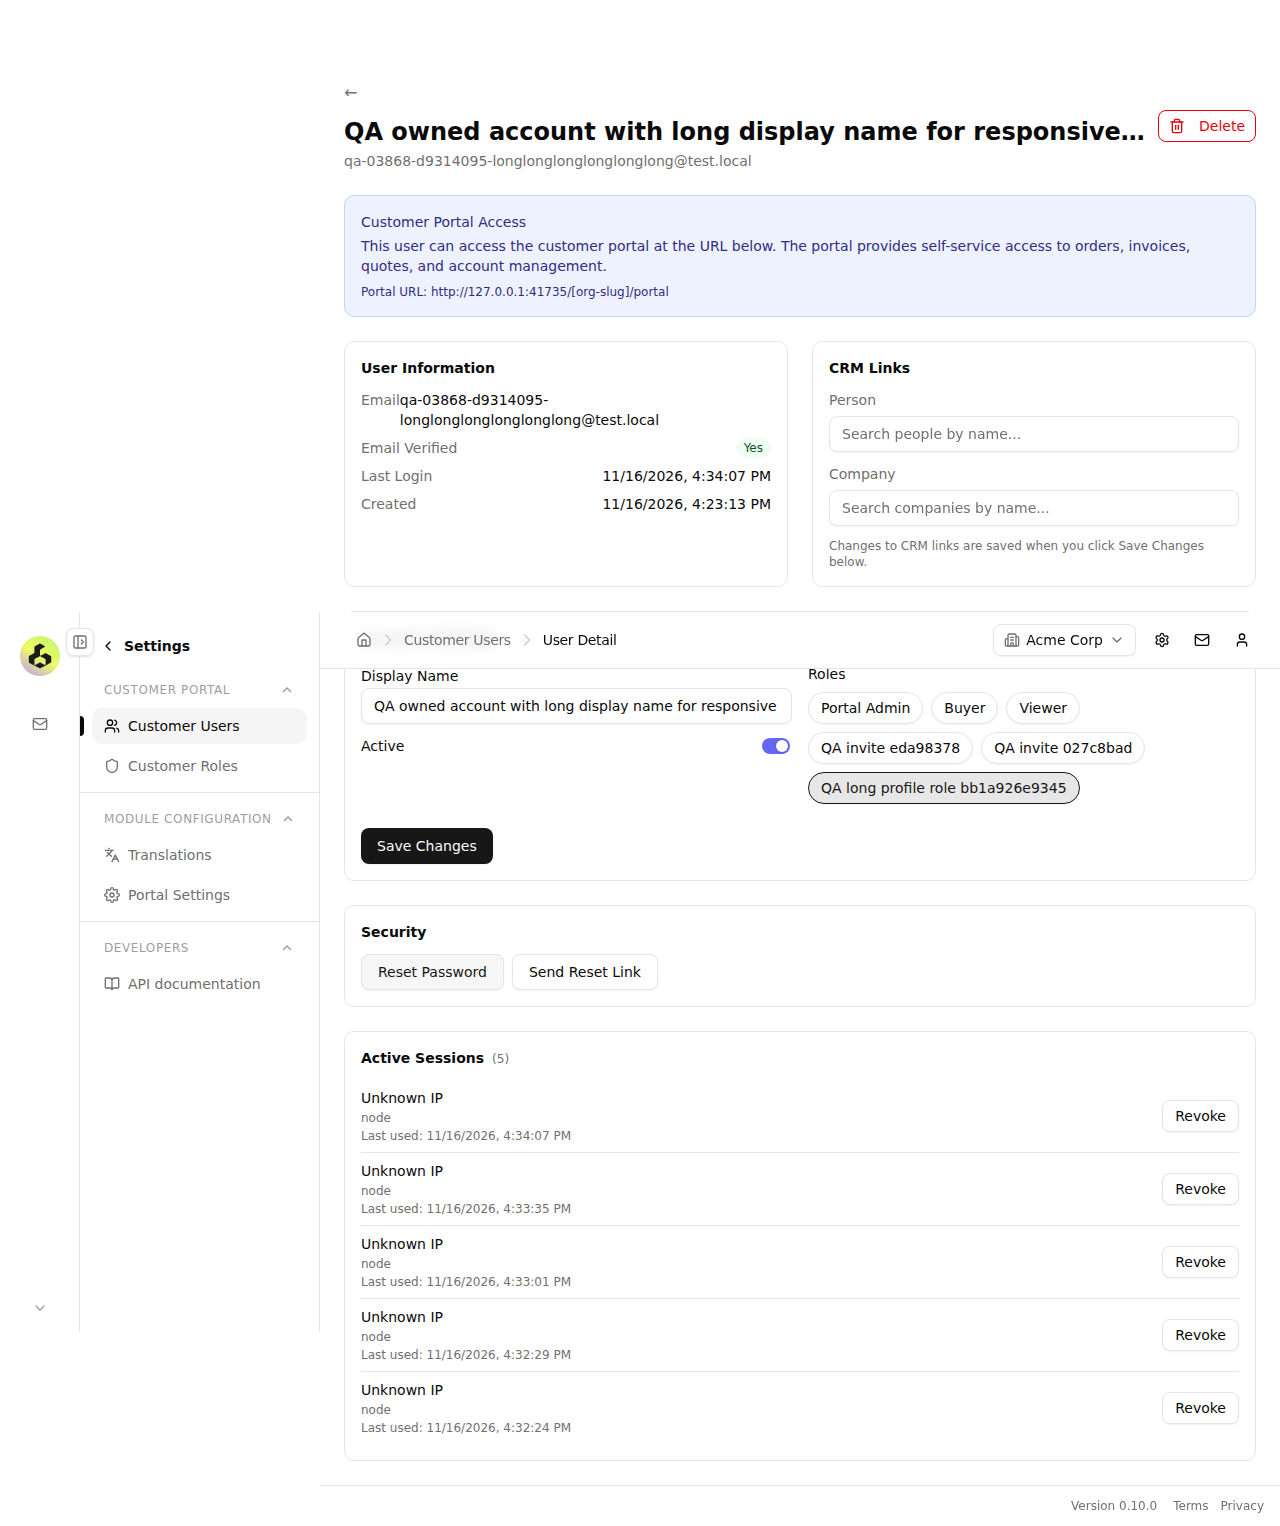 ←
QA owned account with long display name for responsive…
Delete
qa-03868-d9314095-longlonglonglonglonglong@test.local
Customer Portal Access
This user can access the customer portal at the URL below. The portal provides self-service access to orders, invoices,
quotes, and account management.
Portal URL: http://127.0.0.1:41735/[org-slug]/portal
User Information
Email
qa-03868-d9314095-
longlonglonglonglonglong@test.local
Email Verified
Yes
Last Login
11/16/2026, 4:34:07 PM
Created
11/16/2026, 4:23:13 PM
CRM Links
Person
Search people by name...
Company
Search companies by name...
Changes to CRM links are saved when you click Save Changes
below.
Settings
CUSTOMER PORTAL
Customer Users
Customer Roles
MODULE CONFIGURATION
Translations
Portal Settings
DEVELOPERS
API documentation
Customer Users
User Detail
Acme Corp
Display Name
QA owned account with long display name for responsive
Active
Roles
Portal Admin
Buyer
Viewer
QA invite eda98378
QA invite 027c8bad
QA long profile role bb1a926e9345
Save Changes
Security
Reset Password
Send Reset Link
Active Sessions (5)
Unknown IP
node
Last used: 11/16/2026, 4:34:07 PM
Revoke
Unknown IP
node
Last used: 11/16/2026, 4:33:35 PM
Revoke
Unknown IP
node
Last used: 11/16/2026, 4:33:01 PM
Revoke
Unknown IP
node
Last used: 11/16/2026, 4:32:29 PM
Revoke
Unknown IP
node
Last used: 11/16/2026, 4:32:24 PM
Revoke
Version 0.10.0
Terms
Privacy